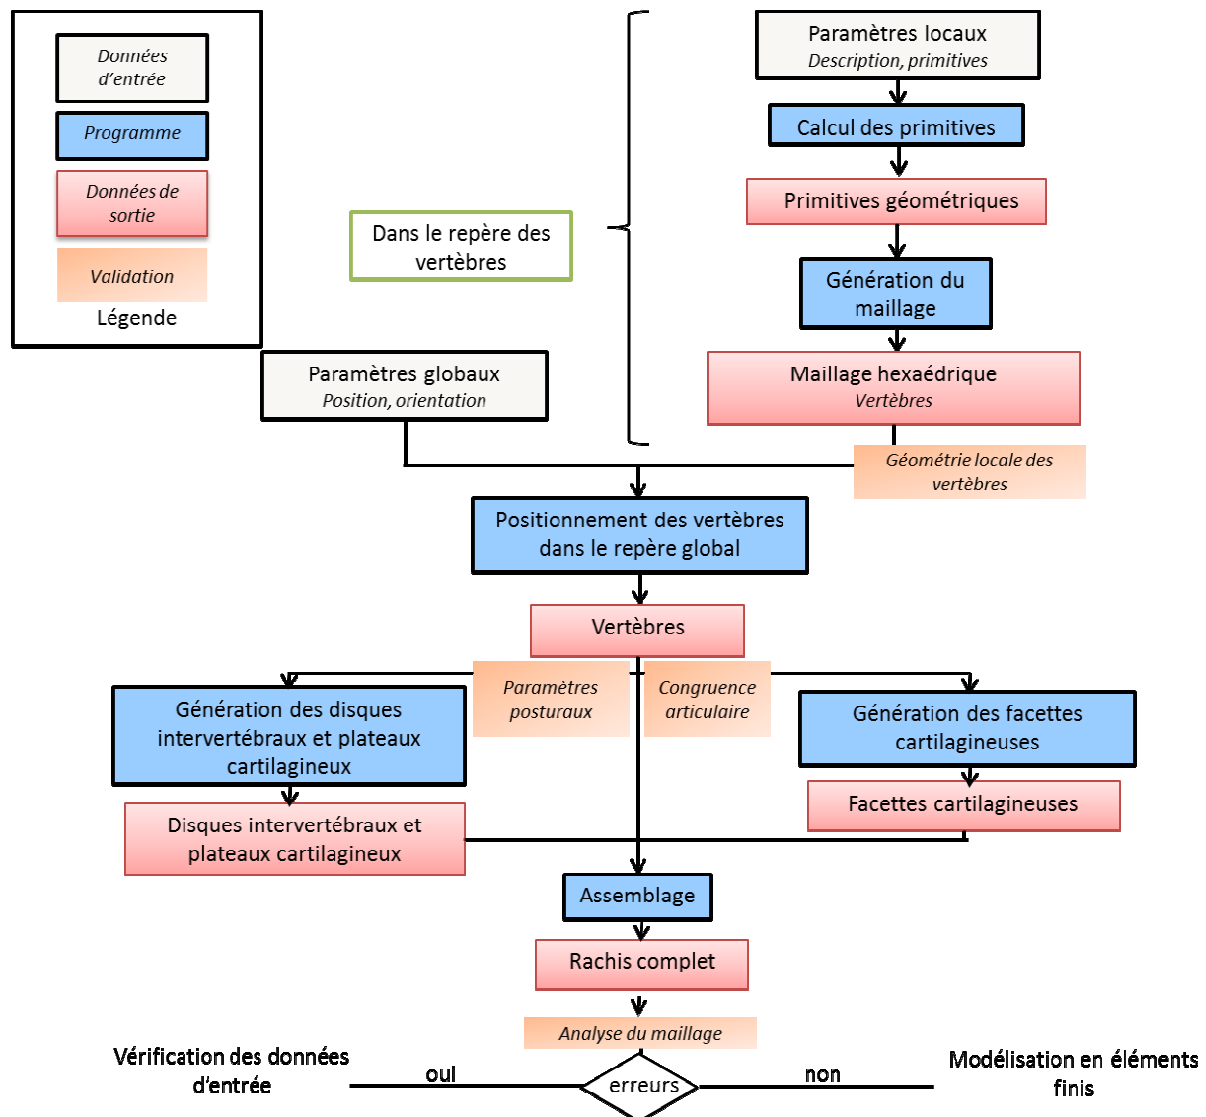 Données
d'entrée
Programme
Données de
sortie
Validation
Légende
Dans le repère des
vertèbres
Paramètres locaux
Description, primitives
Calcul des primitives
Primitives géométriques
Génération du
maillage
Maillage hexaédrique
Vertèbres
Paramètres globaux
Position, orientation
Géométrie locale des
vertèbres
Positionnement des vertèbres
dans le repère global
Vertèbres
Paramètres
posturaux
Congruence
articulaire
Génération des disques
intervertébraux et plateaux
cartilagineux
Génération des facettes
cartilagineuses
Disques intervertébraux et
plateaux cartilagineux
Facettes cartilagineuses
Assemblage
Rachis complet
Analyse du maillage
Vérification des données
d'entrée
oui
erreurs
non
Modélisation en éléments
finis